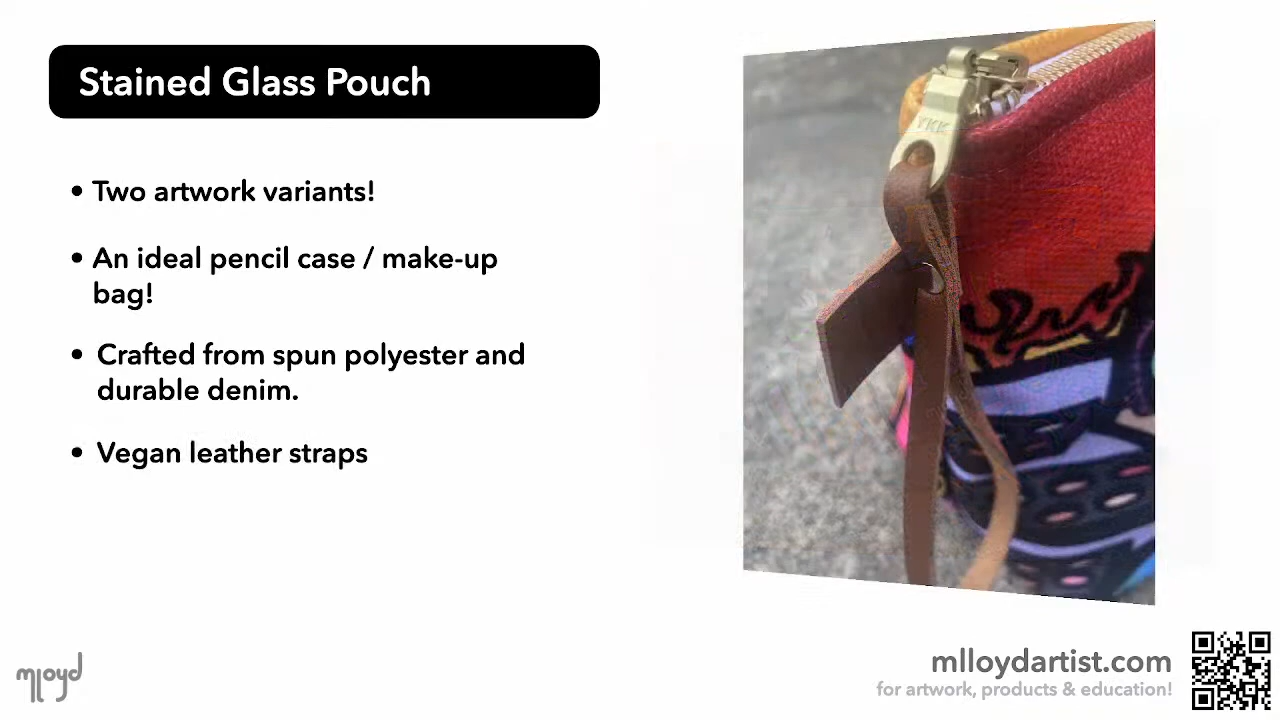 Stained Glass Pouch
• Two artwork variants!
• An ideal pencil case / make-up
bag!
• Crafted from spun polyester and
durable denim.
• Vegan leather straps
YKK
mlloyd
mlloydartist.com
for artwork, products & education!